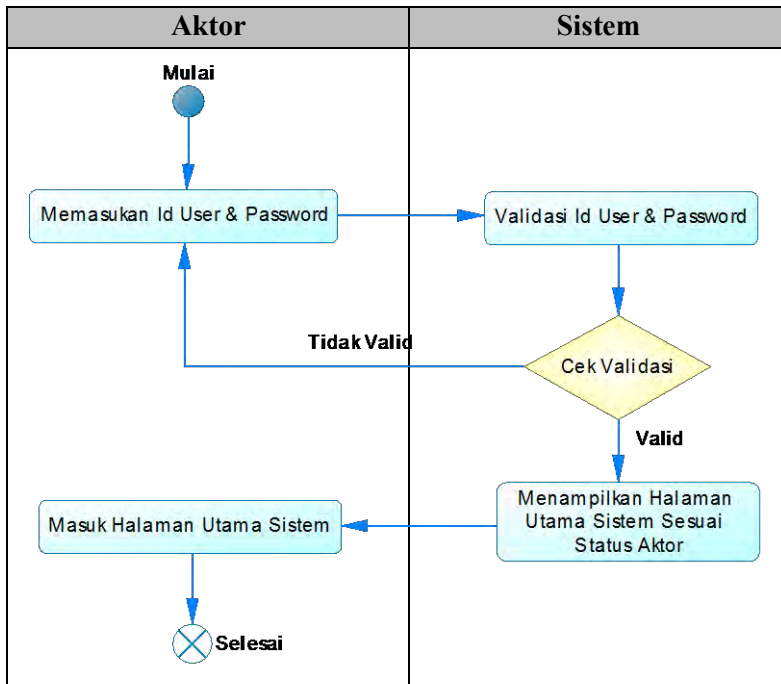 Aktor
Sistem
Mulai
Memasukan Id User & Password
Validasi Id User & Password
Tidak Valid
Cek Validasi
Valid
Masuk Halaman Utama Sistem
Menampilkan Halaman
Utama Sistem Sesuai
Status Aktor
Selesai